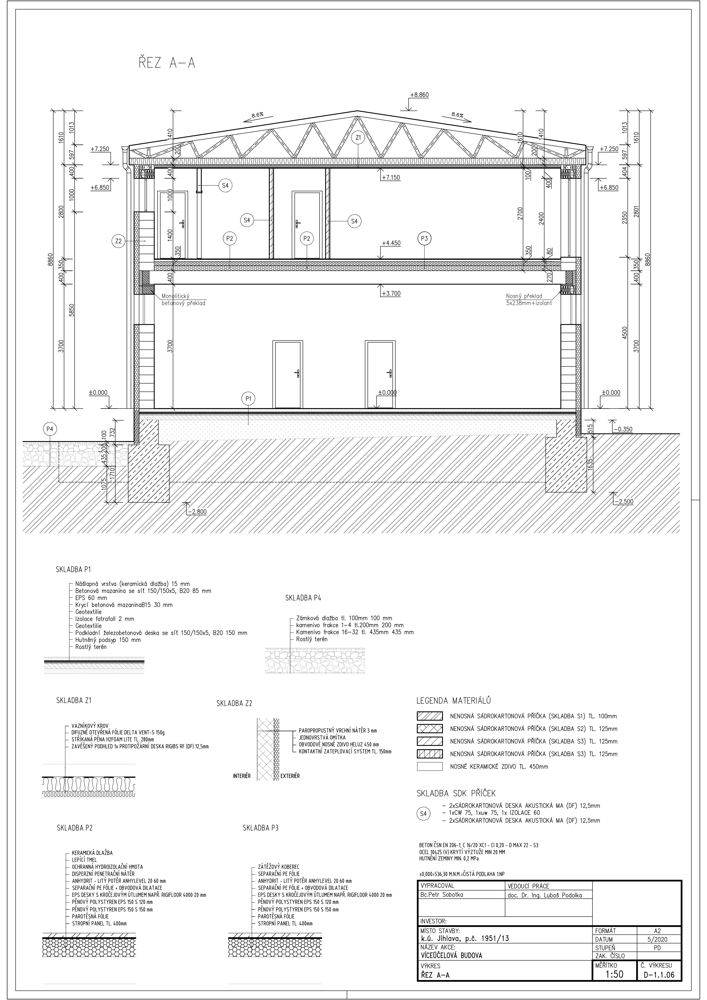 ŘEZ A-A
+8.860
8.6%
8.6%
1013
1610
1410
1610
1410
1013
1610
Z1
597
200
200
597
+7.250
+7.250
400
400
100
400
404
+7.150
+6.850
+6.850
S4
1000
1000
2800
2700
2400
2350
2801
S4
S4
1400
P2
P2
P3
Z2
+4.450
350
350
80
8860
8860
350
350
400
400
270
400
+3.700
Monolitický
betonový překlad
Nosný překlad
5x238mm+izolant
5850
4500
3700
3700
3700
±0.000
±0.000
±0.000
P1
P4
732
100
515
-0.350
200
435
1710
1075
1635
-2.800
-2.500
SKLADBA P1
Nášlapná vrstva (keramická dlažba) 15 mm
Betonová mazanina se síť 150/150x5, B20 85 mm
EPS 60 mm
Krycí betonová mazaninaB15 30 mm
Geotextilie
Izolace fatrafoll 2 mm
Geotextilie
Podkladní železobetonová deska se síť 150/150x5, B20 150 mm
Hutněný podsyp 150 mm
Rostlý terén
SKLADBA P4
Zámková dlažba tl. 100mm 100 mm
kamenivo frakce 1-4 tl.200mm 200 mm
Kamenivo frakce 16-32 tl. 435mm 435 mm
Rostlý terén
SKLADBA Z1
VAZNÍKOVÝ KROV
DIFUZNĚ OTEVŘENÁ FÓLIE DELTA VENT-S 150g
STŘÍKANÁ PĚNA H2FOAM LITE TL. 280mm
ZAVĚŠENÝ PODHLED 1x PROTIPOŽÁRNÍ DESKA RIGIBS RF (DF) 12,5mm
SKLADBA Z2
PAROPROPUSTNÝ VRCHNÍ NÁTĚR 3 mm
JEDNOVRSTVÁ OMÍTKA
OBVODOVÉ NOSNÉ ZDIVO HELUZ 450 mm
KONTAKTNÍ ZATEPLOVACÍ SYSTEM TL. 150mm
INTERIÉR
EXTERIÉR
LEGENDA MATERIÁLŮ
NENOSNÁ SÁDROKARTONOVÁ PŘÍČKA (SKLADBA S1) TL. 100mm
NENOSNÁ SÁDROKARTONOVÁ PŘÍČKA (SKLADBA S2) TL. 125mm
NENOSNÁ SÁDROKARTONOVÁ PŘÍČKA (SKLADBA S3) TL. 125mm
NENOSNÁ SÁDROKARTONOVÁ PŘÍČKA (SKLADBA S3) TL. 125mm
NOSNÉ KERAMICKÉ ZDIVO TL. 450mm
SKLADBA SDK PŘÍČEK
S4
- 2xSÁDROKARTONOVÁ DESKA AKUSTICKÁ MA (DF) 12,5mm
- 1xCW 75, 1xuw 75, 1x IZOLACE 60
- 2xSÁDROKARTONOVÁ DESKA AKUSTICKÁ MA (DF) 12,5mm
SKLADBA P2
KERAMICKÁ DLAŽBA
LEPÍCÍ TMEL
OCHRANNÁ HYDROIZOLAČNÍ HMOTA
DISPERZNÍ PENETRAČNÍ NÁTĚR
ANHYDRIT - LITÝ POTĚR ANHYLEVEL 20 60 mm
SEPARAČNÍ PE FÓLIE + OBVODOVÁ DILATACE
EPS DESKY S KROČEJOVÝM ÚTLUMEM NAPŘ. RIGIFLOOR 4000 20 mm
PĚNOVÝ POLYSTYREN EPS 150 S 120 mm
PĚNOVÝ POLYSTYREN EPS 150 S 150 mm
PAROTĚSNÁ FÓLIE
STROPNÍ PANEL TL. 400mm
SKLADBA P3
ZÁTĚŽOVÝ KOBEREC
SEPARAČNÍ PE FÓLIE
ANHYDRIT - LITÝ POTĚR ANHYLEVEL 20 60 mm
SEPARAČNÍ PE FÓLIE + OBVODOVÁ DILATACE
EPS DESKY S KROČEJOVÝM ÚTLUMEM NAPŘ. RIGIFLOOR 4000 20 mm
PĚNOVÝ POLYSTYREN EPS 150 S 120 mm
PĚNOVÝ POLYSTYREN EPS 150 S 150 mm
PAROTĚSNÁ FÓLIE
STROPNÍ PANEL TL. 400mm
BETON ČSN EN 206-1, C 16/20 XC1 - CI 0,20 - D MAX 22 - S3
OCEL 10425 (V) KRYTÍ VÝZTUŽE MIN 20 MM
HUTNĚNÍ ZEMINY MIN. 0,2 MPa
±0,000=536,30 M.N.M.=ČISTÁ PODLAHA 1.NP
VYPRACOVAL
VEDOUCÍ PRÁCE
Bc.Petr Sobotka
doc. Dr. Ing. Luboš Podolka
INVESTOR:
MÍSTO STAVBY:
k.ú. Jihlava, p.č. 1951/13
FORMÁT
A2
DATUM
5/2020
NÁZEV AKCE:
VÍCEÚČELOVÁ BUDOVA
STUPEŇ
PD
ZAK. ČÍSLO
VÝKRES
ŘEZ A-A
MĚŘÍTKO
1:50
Č. VÝKRESU
D-1.1.06